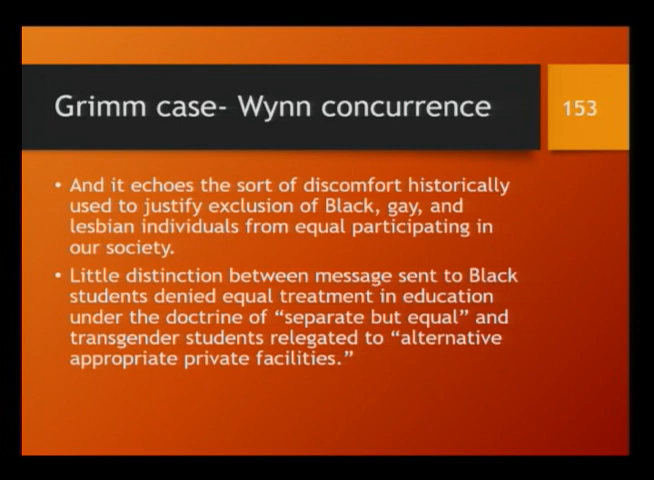 Grimm case- Wynn concurrence
153
• And it echoes the sort of discomfort historically
used to justify exclusion of Black, gay, and
lesbian individuals from equal participating in
our society.
• Little distinction between message sent to Black
students denied equal treatment in education
under the doctrine of “separate but equal” and
transgender students relegated to “alternative
appropriate private facilities.”